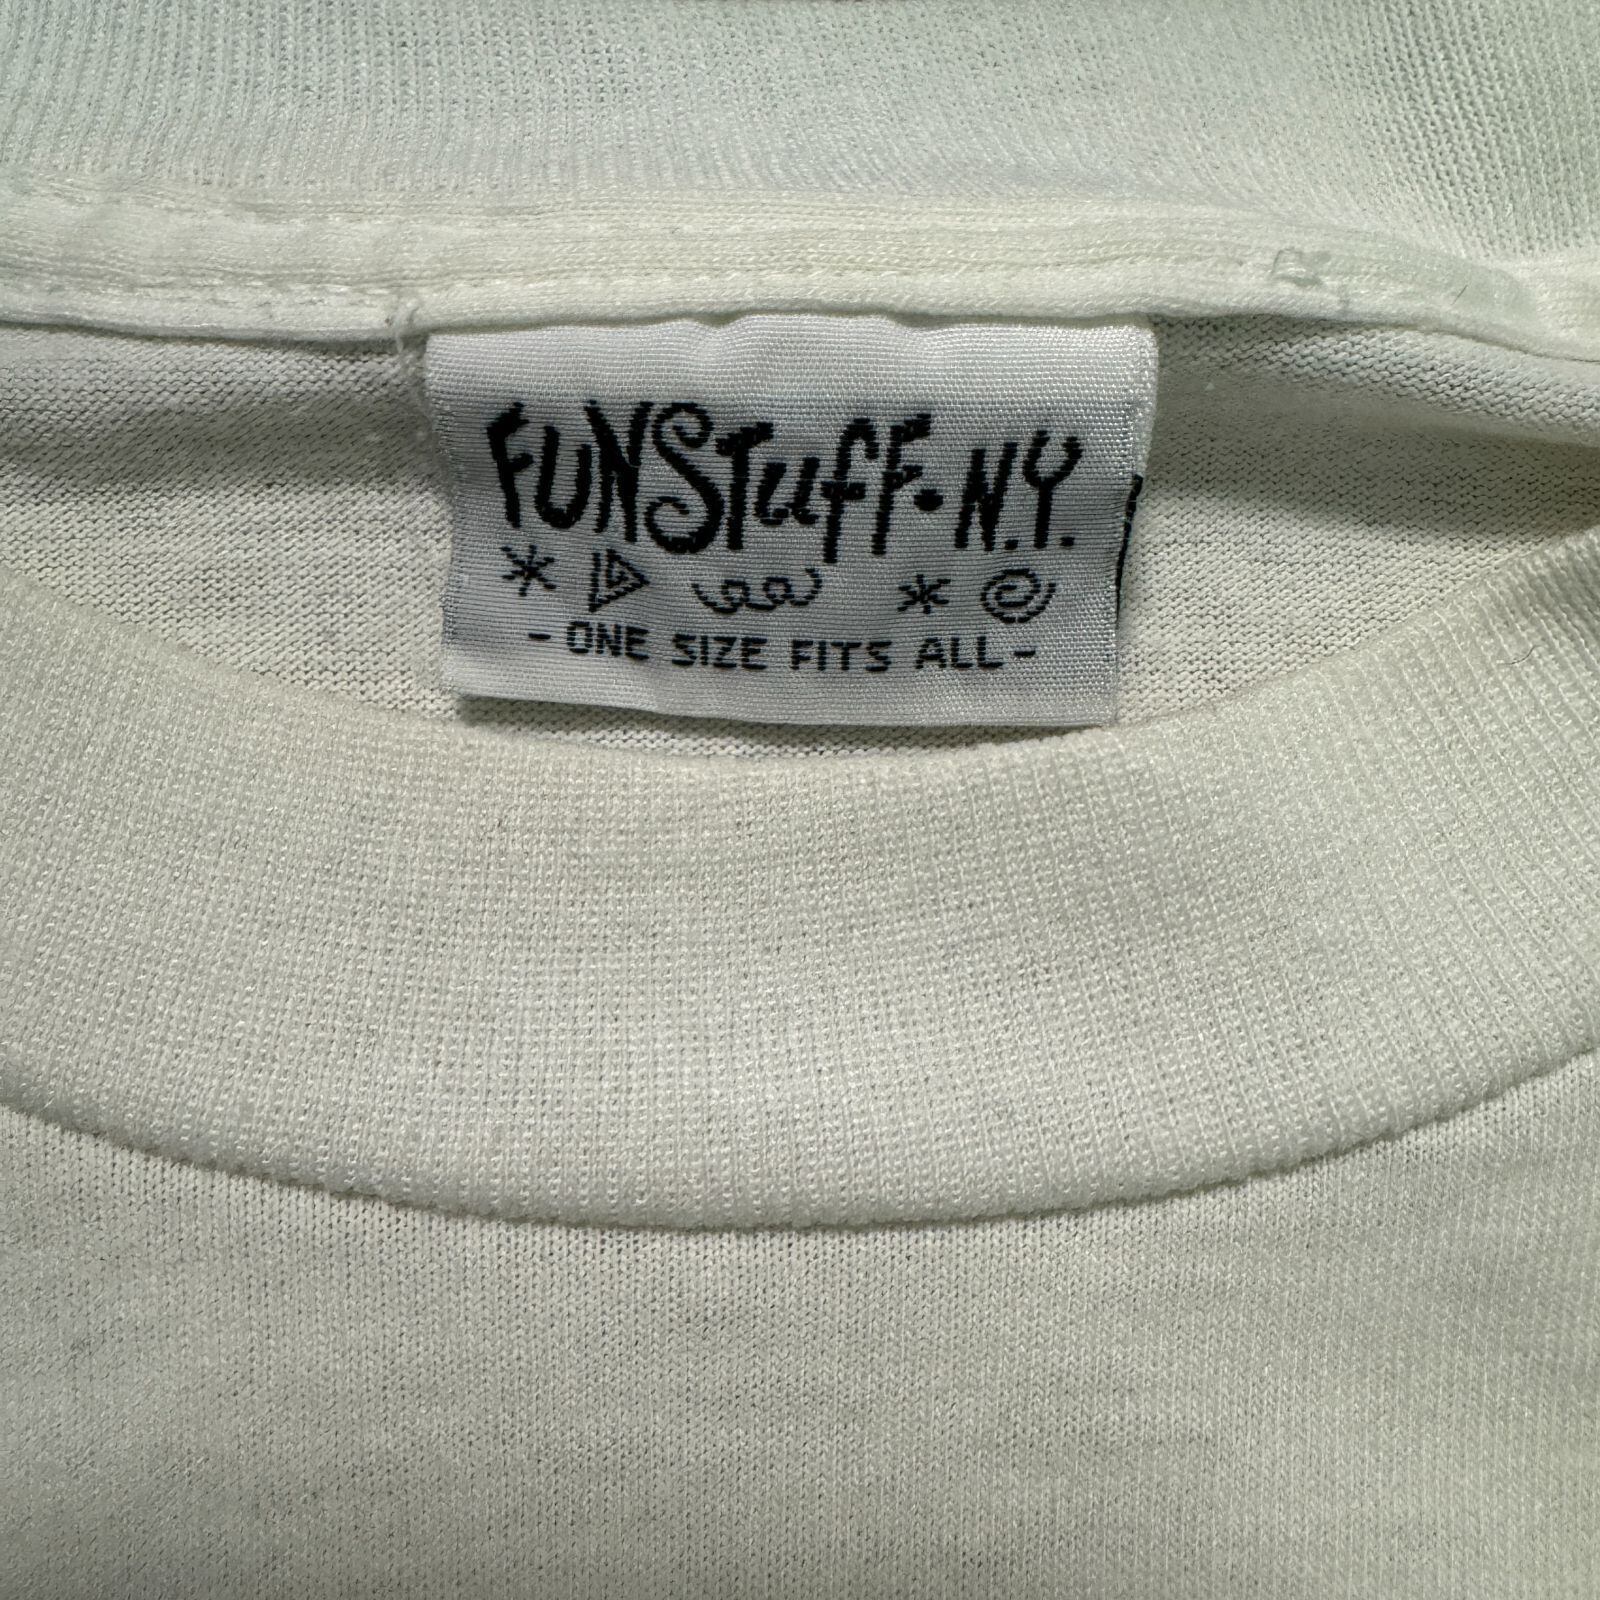 FUNSTuFF·N.Y.
- ONE SIZE FITS ALL -